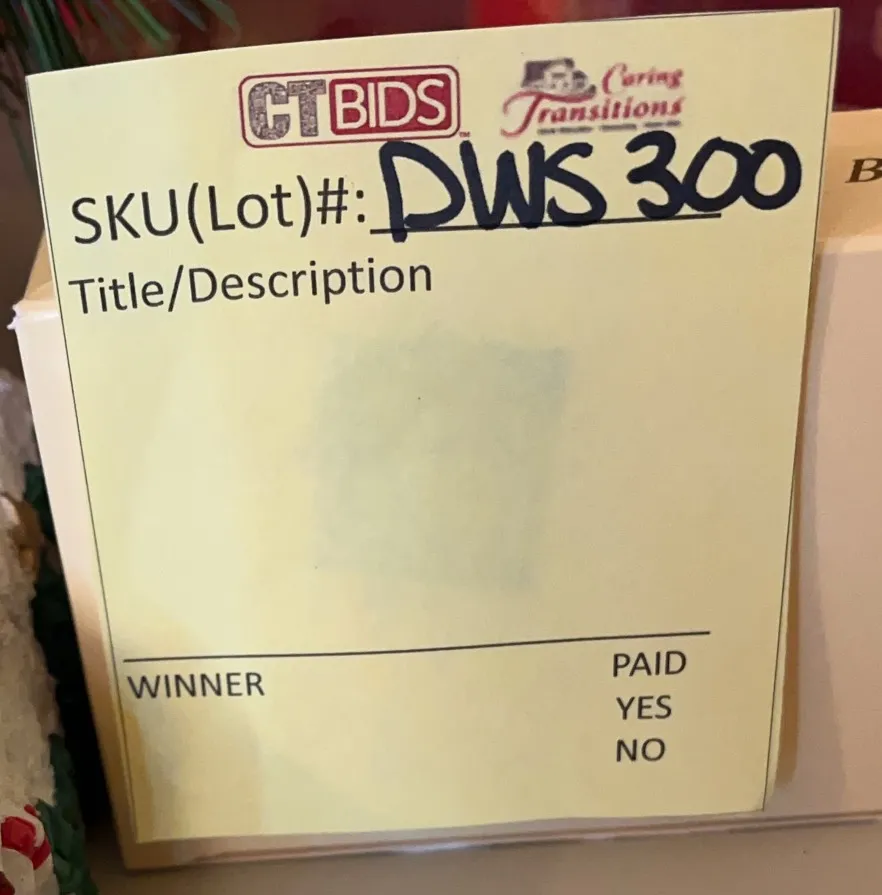 CTBIDS
Caring
Transitions
SKU(Lot)#: DWS 300
Title/Description
B
WINNER
PAID
YES
NO